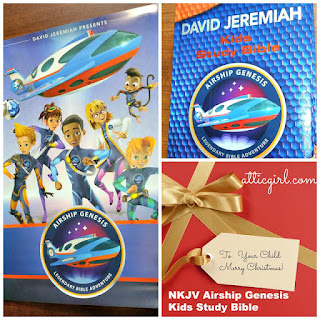 DAVID JEREMIAH PRESENTS
AIRSHIP GENESIS
LEGENDARY BIBLE ADVENTURE
DAVID JEREMIAH
Kids
Study Bible
AIRSHIP GENESIS
LEGENDARY BIBLE ADVENTURE
atticgirl.com
To: Your Child
Merry Christmas!
NKJV Airship Genesis
Kids Study Bible